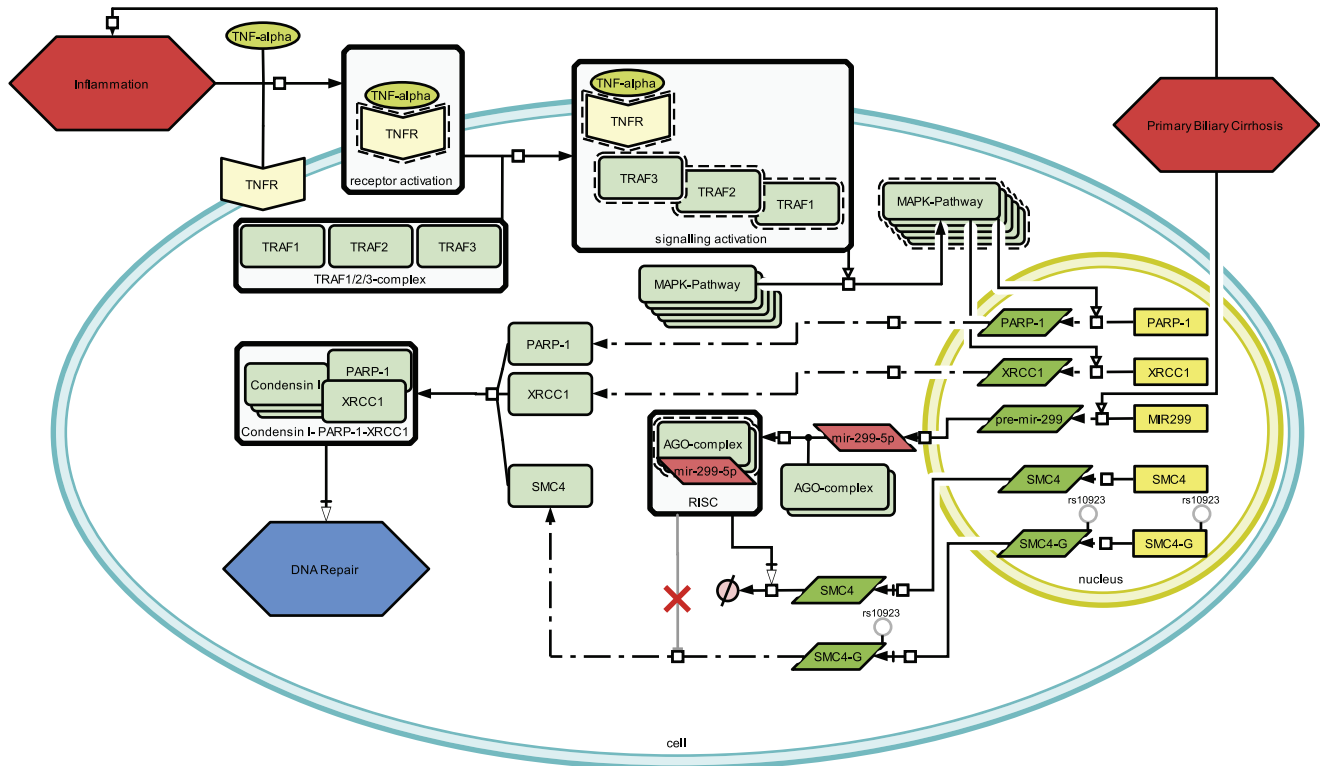 TNF-alpha
Inflammation
TNF-alpha
TNFR
receptor activation
TNFR
TNF-alpha
TNFR
TRAF3
TRAF2
TRAF1
signalling activation
MAPK-Pathway
Primary Biliary Cirrhosis
TRAF1
TRAF2
TRAF3
TRAF1/2/3-complex
MAPK-Pathway
PARP-1
PARP-1
PARP-1
XRCC1
XRCC1
XRCC1
Condensin I
PARP-1
XRCC1
Condensin I- PARP-1-XRCC1
pre-mir-299
MIR299
AGO-complex
mir-299-5p
RISC
mir-299-5p
AGO-complex
SMC4
SMC4
SMC4
rs10923
rs10923
SMC4-G
SMC4-G
nucleus
DNA Repair
SMC4
rs10923
SMC4-G
cell